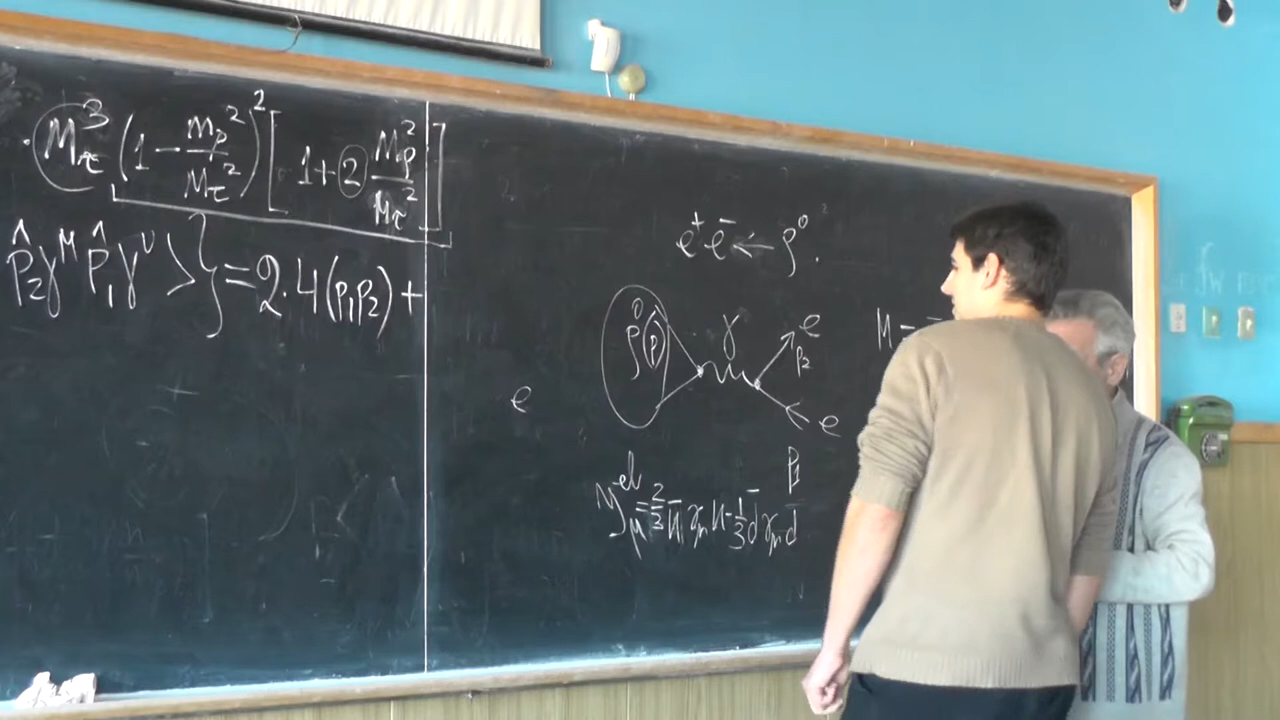 · M_τ^3 (1 - m_ρ^2/M_τ^2)^2 [1 + 2 M_ρ^2/M_τ^2]
p̂_2 γ^μ p̂_1 γ^ν >} = 2·4(p_1p_2) +
e^+ e^- ← ρ^0.
ρ^0 (p̂) γ e p_2
e
e
p_1
J_μ^{el} = 2/3 ū γ_μ u - 1/3 d̄ γ_μ d
M -